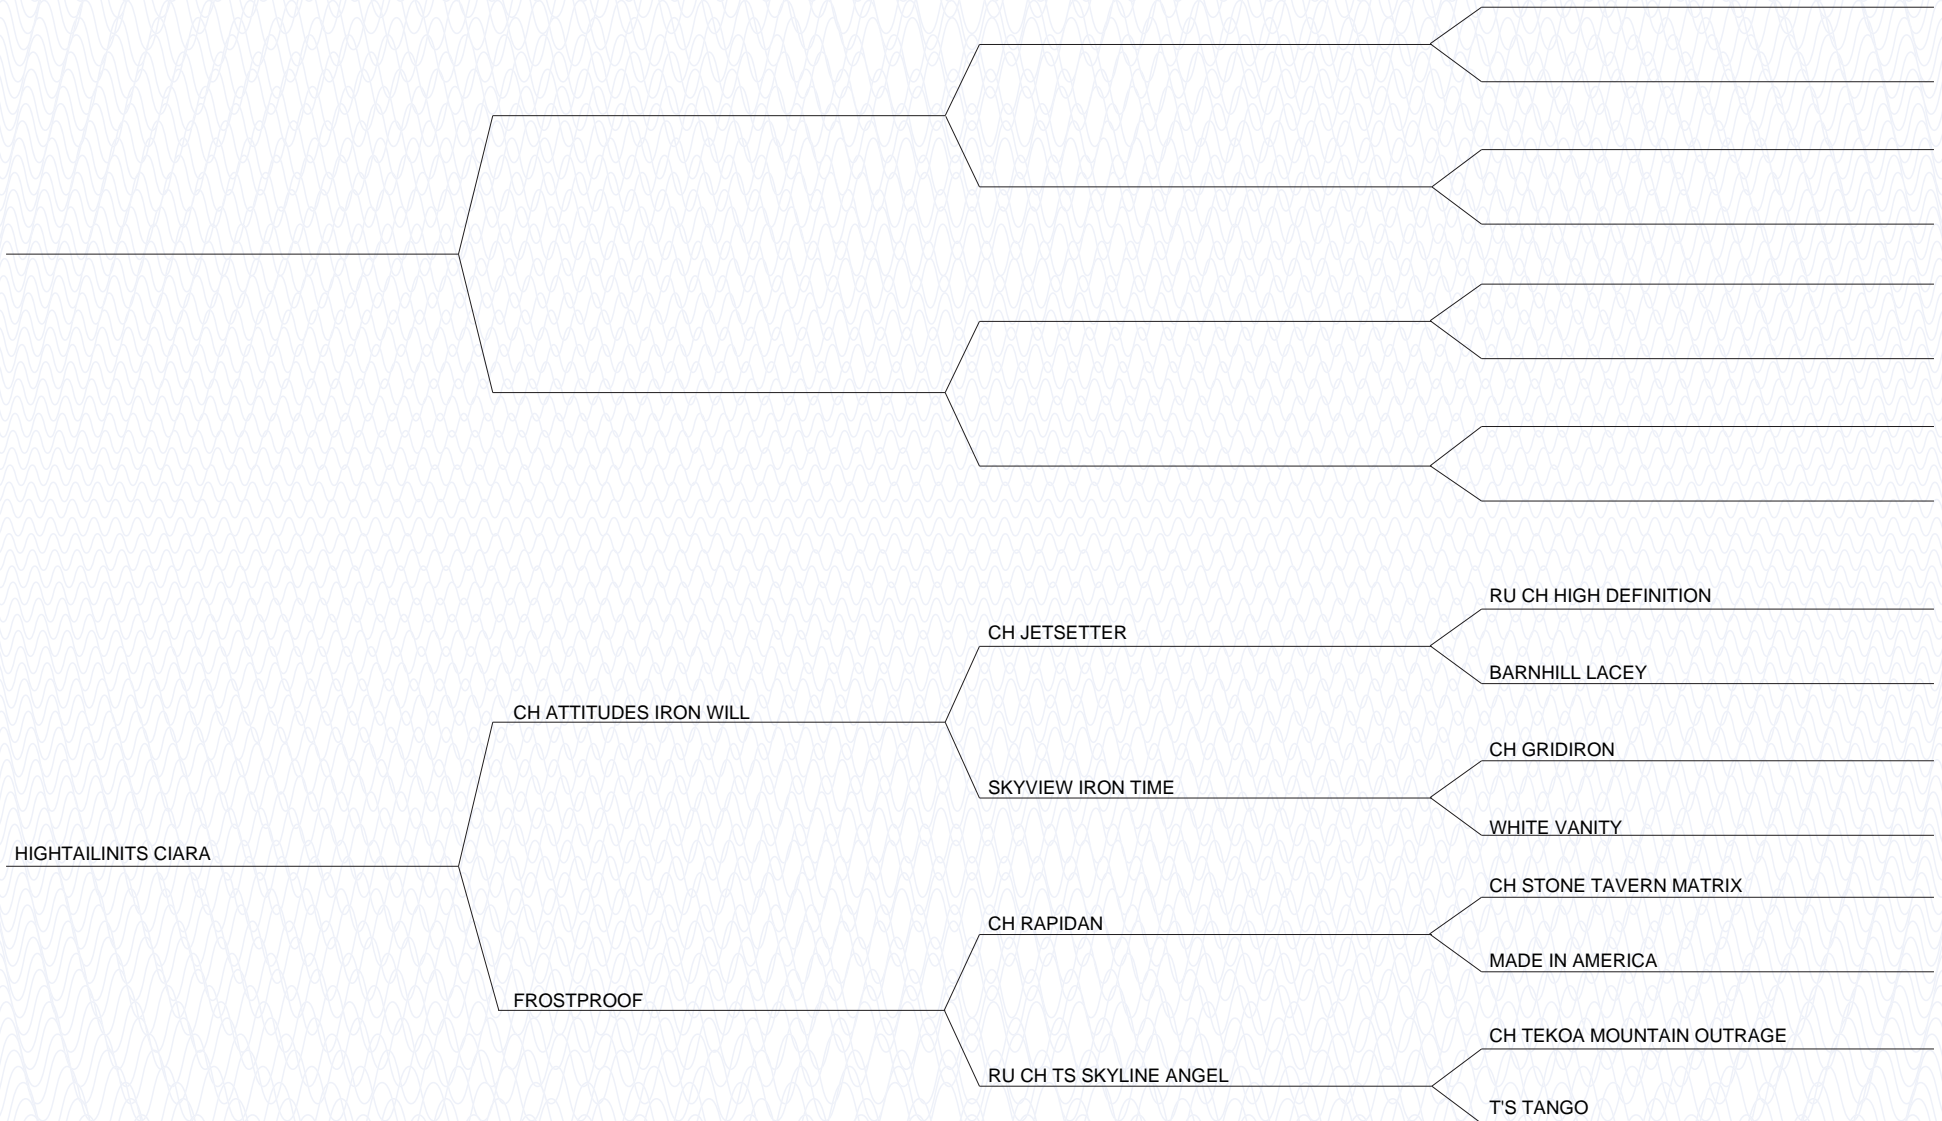 RU CH HIGH DEFINITION
CH JETSETTER
BARNHILL LACEY
CH ATTITUDES IRON WILL
CH GRIDIRON
SKYVIEW IRON TIME
WHITE VANITY
HIGHTAILINITS CIARA
CH STONE TAVERN MATRIX
CH RAPIDAN
MADE IN AMERICA
FROSTPROOF
CH TEKOA MOUNTAIN OUTRAGE
RU CH TS SKYLINE ANGEL
T'S TANGO